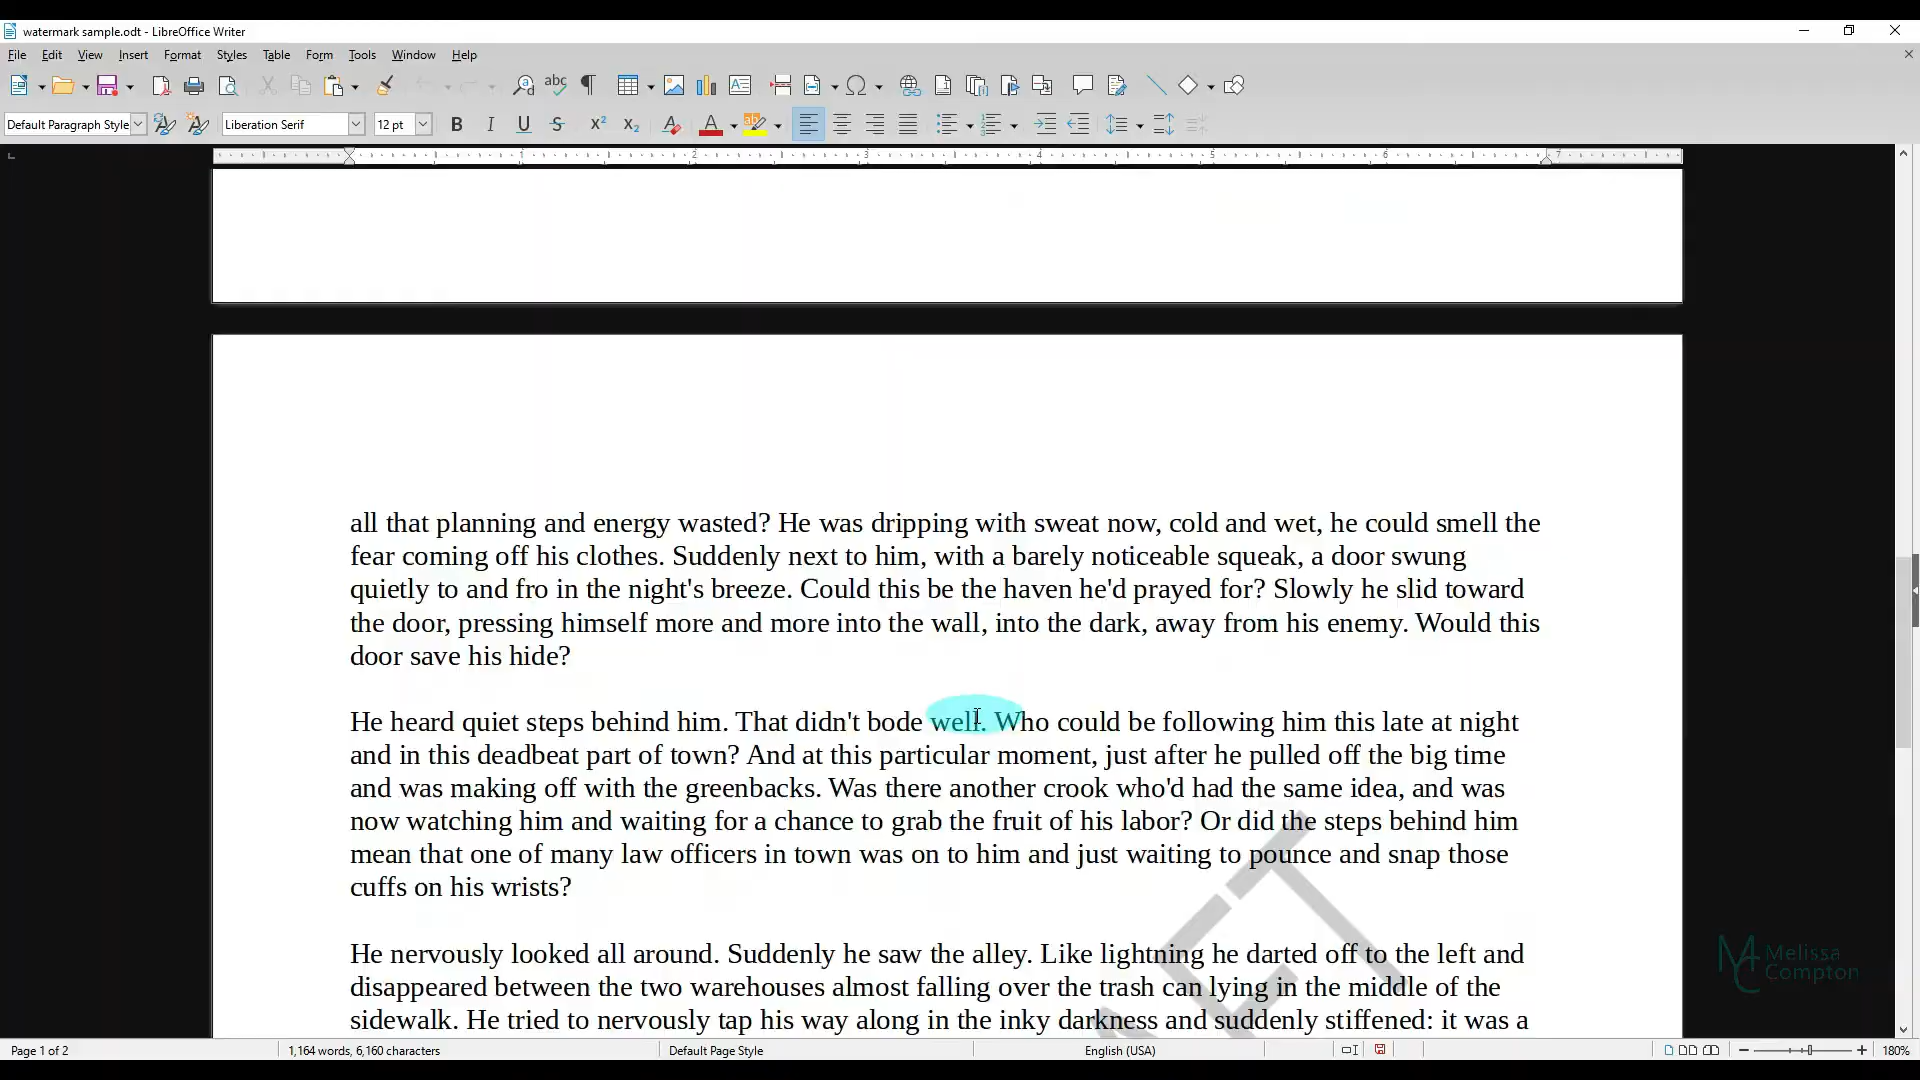 watermark sample.odt - LibreOffice Writer
File Edit View Insert Format Styles Table Form Tools Window Help
Default Paragraph Style Liberation Serif 12 pt
1 2 3 4 5 6 7
all that planning and energy wasted? He was dripping with sweat now, cold and wet, he could smell the
fear coming off his clothes. Suddenly next to him, with a barely noticeable squeak, a door swung
quietly to and fro in the night's breeze. Could this be the haven he'd prayed for? Slowly he slid toward
the door, pressing himself more and more into the wall, into the dark, away from his enemy. Would this
door save his hide?
He heard quiet steps behind him. That didn't bode well. Who could be following him this late at night
and in this deadbeat part of town? And at this particular moment, just after he pulled off the big time
and was making off with the greenbacks. Was there another crook who'd had the same idea, and was
now watching him and waiting for a chance to grab the fruit of his labor? Or did the steps behind him
mean that one of many law officers in town was on to him and just waiting to pounce and snap those
cuffs on his wrists?
He nervously looked all around. Suddenly he saw the alley. Like lightning he darted off to the left and
disappeared between the two warehouses almost falling over the trash can lying in the middle of the
sidewalk. He tried to nervously tap his way along in the inky darkness and suddenly stiffened: it was a
FT
MC Melissa
Compton
Page 1 of 2 1,164 words, 6,160 characters Default Page Style English (USA) 180%